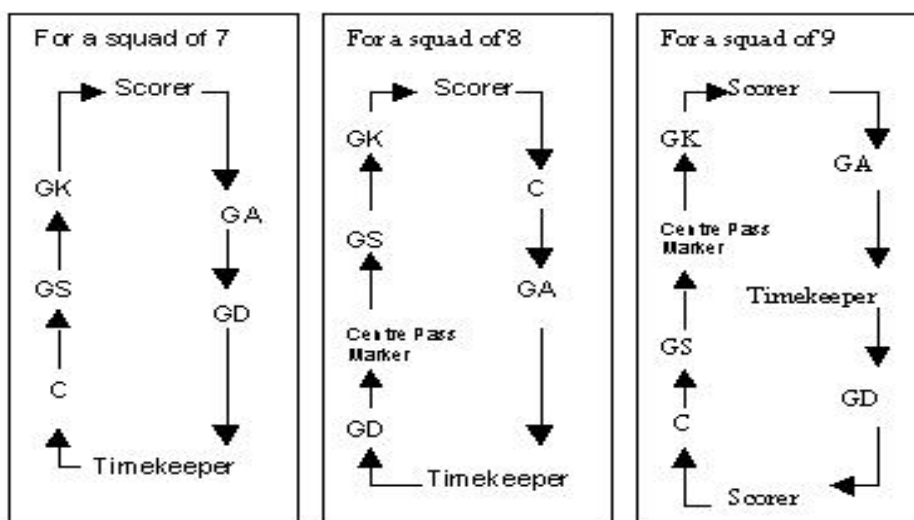 For a squad of 7
Scorer
GK
GA
GS
GD
C
Timekeeper
For a squad of 8
Scorer
GK
C
GS
GA
Centre Pass
Marker
GD
Timekeeper
For a squad of 9
Scorer
GK
GA
Centre Pass
Marker
Timekeeper
GS
GD
C
Scorer